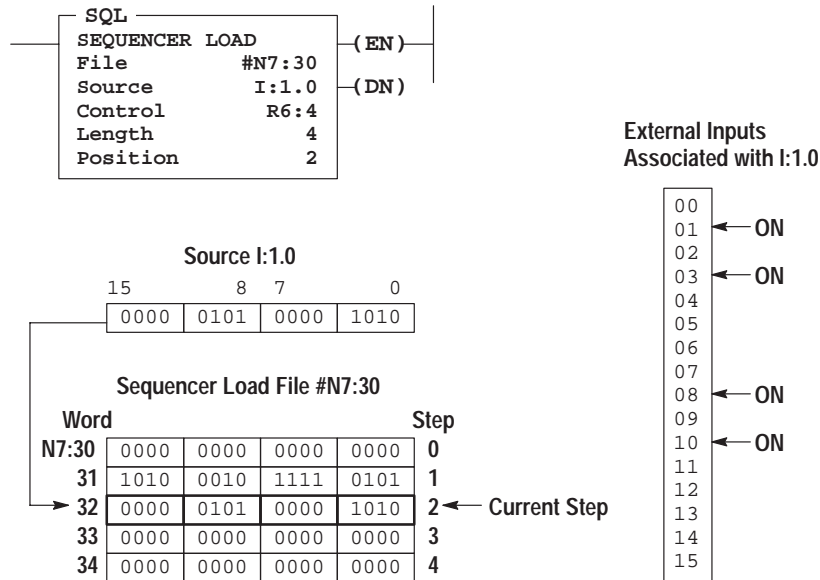 SQL
SEQUENCER LOAD
File #N7:30
Source I:1.0
Control R6:4
Length 4
Position 2
(EN)
(DN)
External Inputs
Associated with I:1.0
00
01 ON
02
03 ON
04
05
06
07
08 ON
09
10 ON
11
12
13
14
15
Source I:1.0
15 8 7 0
0000 0101 0000 1010
Sequencer Load File #N7:30
Word Step
N7:30 0000 0000 0000 0000 0
31 1010 0010 1111 0101 1
32 0000 0101 0000 1010 2 Current Step
33 0000 0000 0000 0000 3
34 0000 0000 0000 0000 4